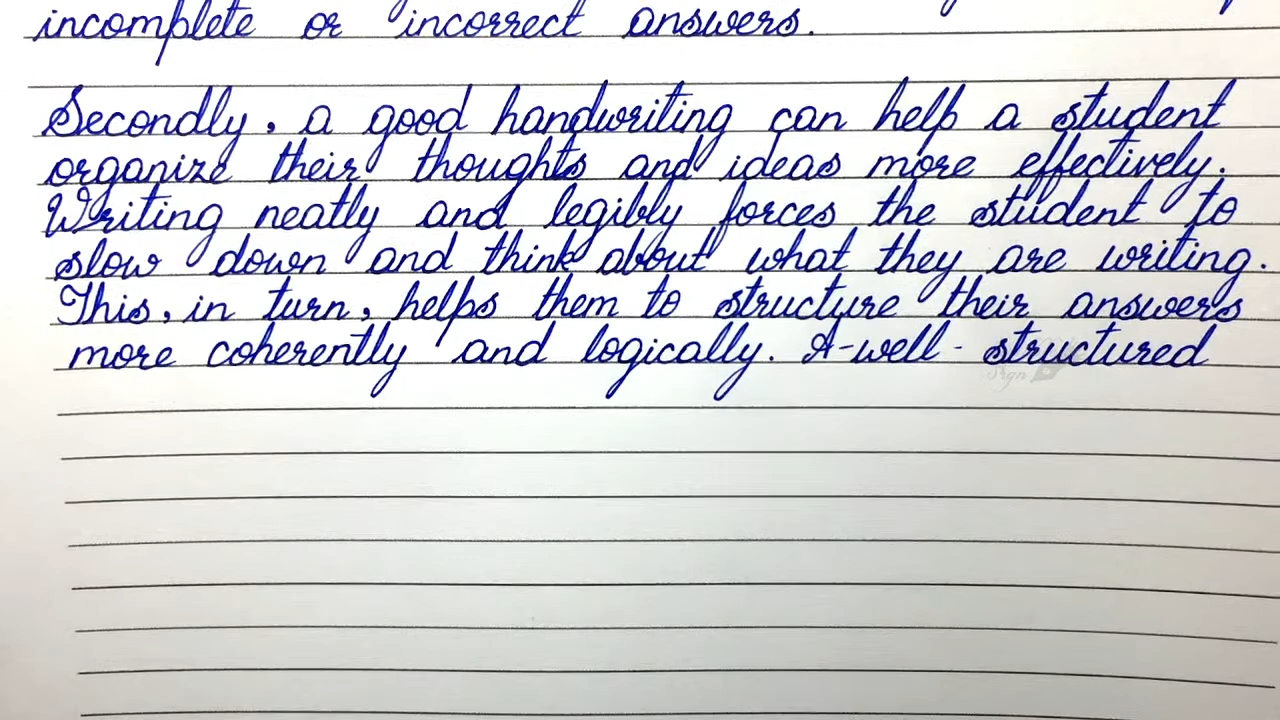 incomplete or incorrect answers.
Secondly, a good handwriting can help a student
organize their thoughts and ideas more effectively.
Writing neatly and legibly forces the student to
slow down and think about what they are writing.
This, in turn, helps them to structure their answers
more coherently and logically. A-well-structured